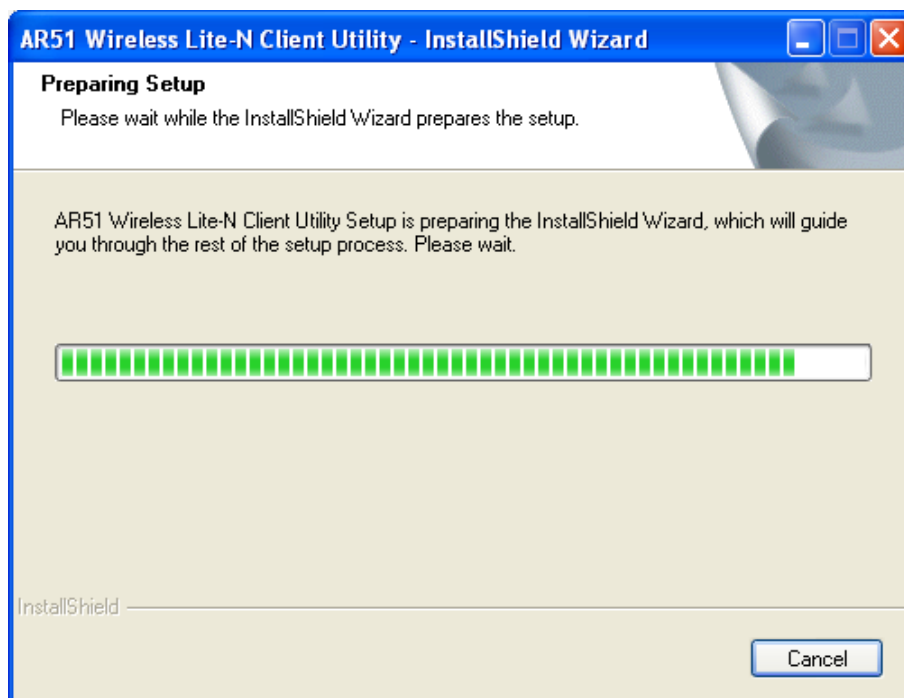 AR51 Wireless Lite-N Client Utility - InstallShield Wizard
Preparing Setup
Please wait while the InstallShield Wizard prepares the setup.
AR51 Wireless Lite-N Client Utility Setup is preparing the InstallShield Wizard, which will guide
you through the rest of the setup process. Please wait.
InstallShield
Cancel